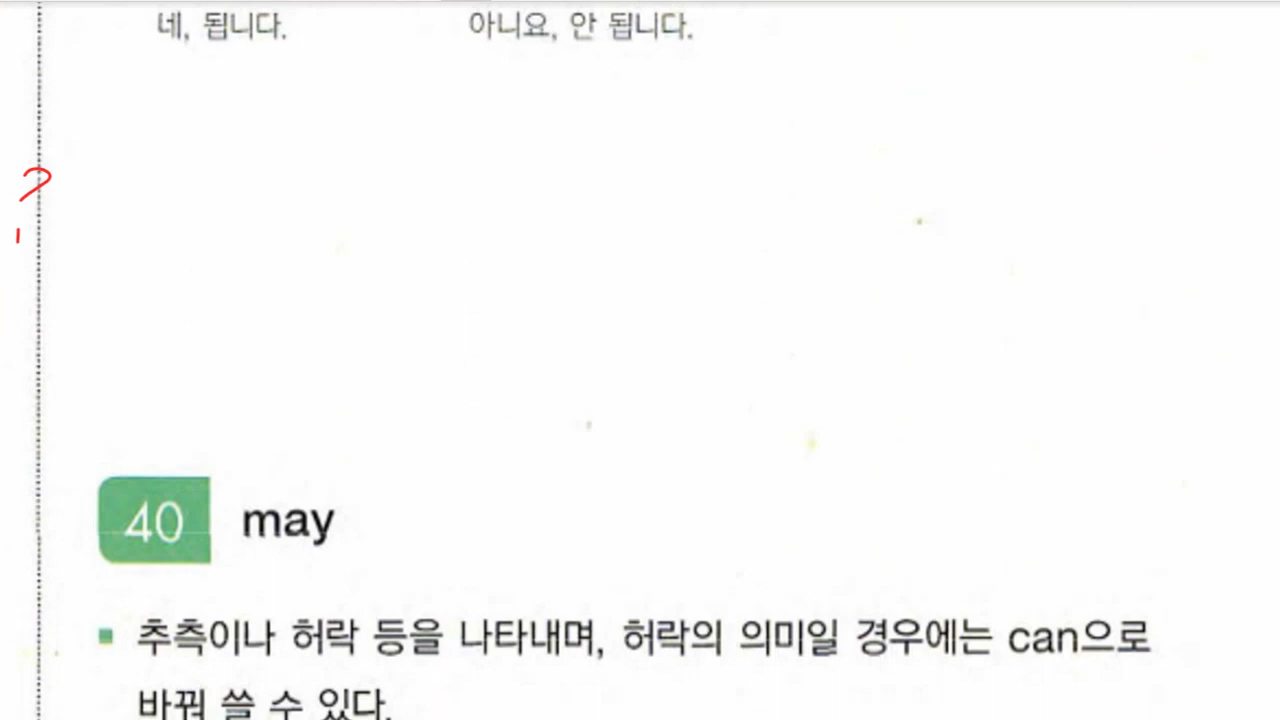 네, 됩니다. 아니요, 안 됩니다.
40 may
추측이나 허락 등을 나타내며, 허락의 의미일 경우에는 can으로
바꿔 쓸 수 있다.